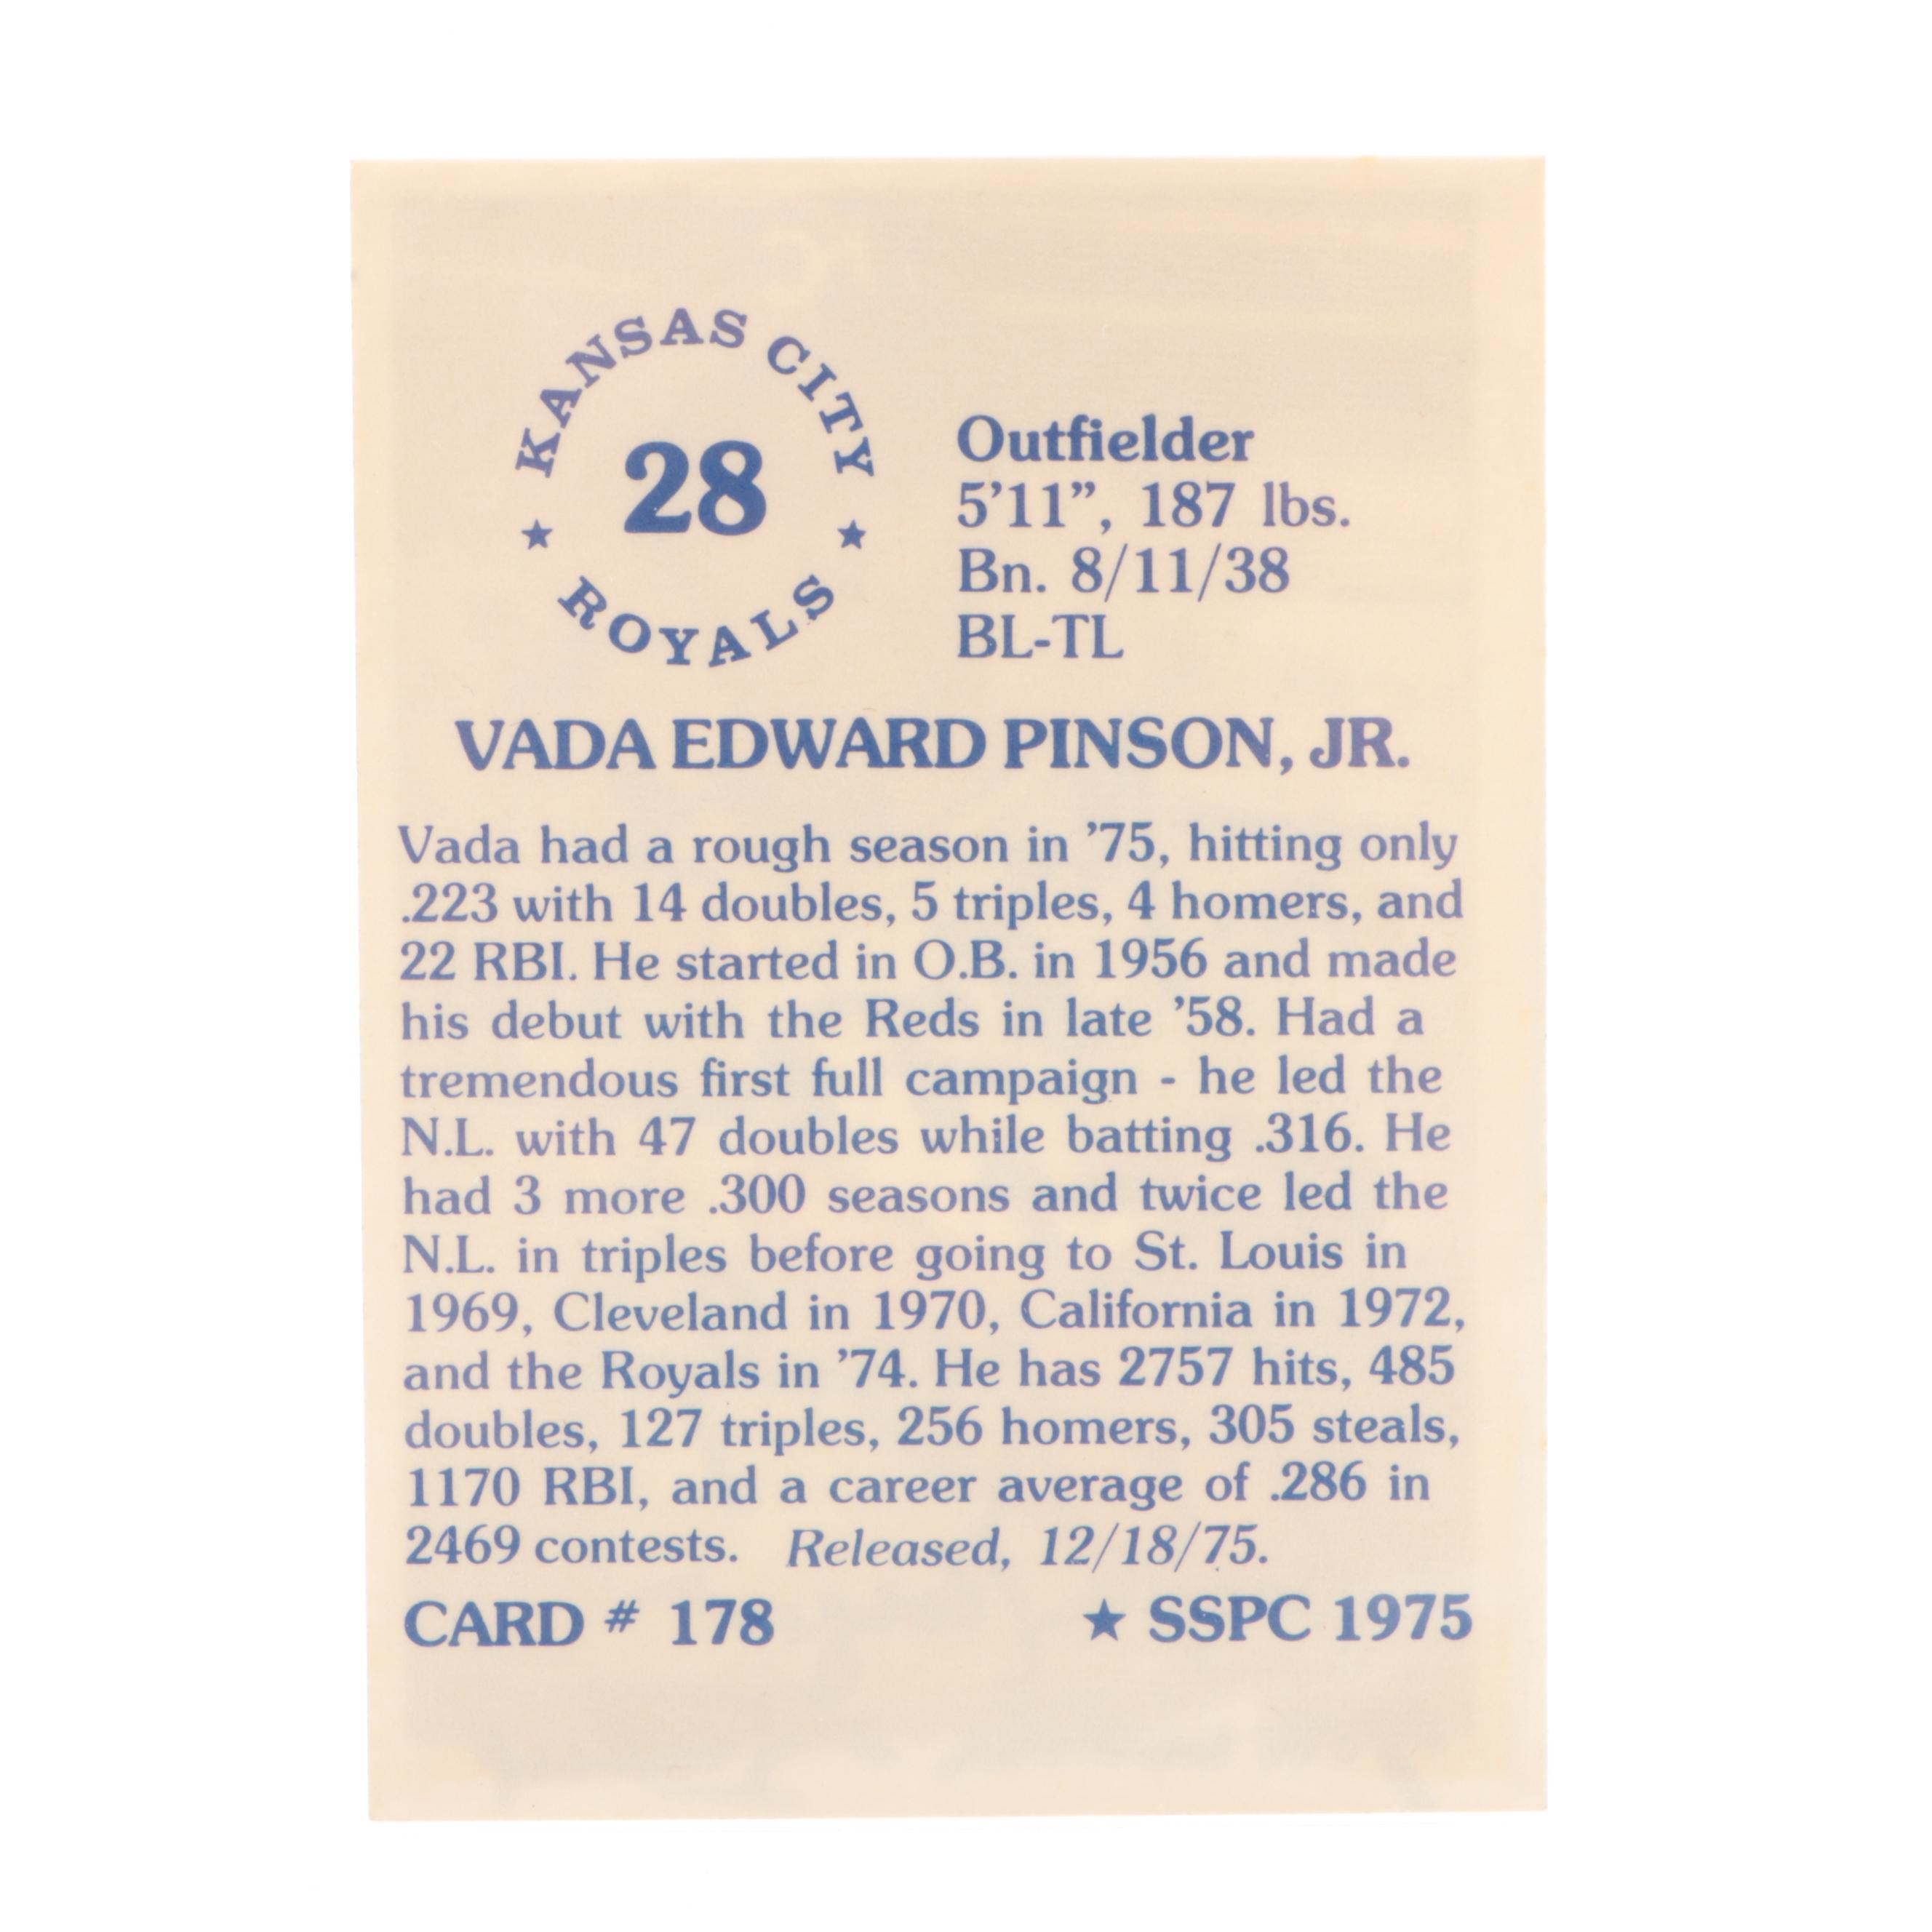 KANSAS CITY
★ 28 ★
ROYALS
Outfielder
5’11”, 187 lbs.
Bn. 8/11/38
BL-TL
VADA EDWARD PINSON, JR.
Vada had a rough season in ’75, hitting only
.223 with 14 doubles, 5 triples, 4 homers, and
22 RBI. He started in O.B. in 1956 and made
his debut with the Reds in late ’58. Had a
tremendous first full campaign - he led the
N.L. with 47 doubles while batting .316. He
had 3 more .300 seasons and twice led the
N.L. in triples before going to St. Louis in
1969, Cleveland in 1970, California in 1972,
and the Royals in ’74. He has 2757 hits, 485
doubles, 127 triples, 256 homers, 305 steals,
1170 RBI, and a career average of .286 in
2469 contests. Released, 12/18/75.
CARD # 178 ★ SSPC 1975